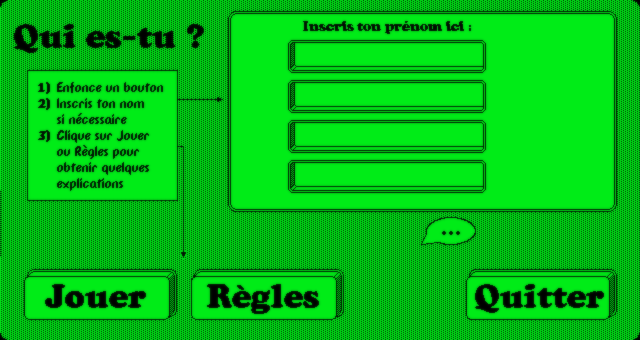 Qui es-tu ?
Inscris ton prénom ici :
1) Enfonce un bouton
2) Inscris ton nom
si nécessaire
3) Clique sur Jouer
ou Règles pour
obtenir quelques
explications
...
Jouer
Règles
Quitter